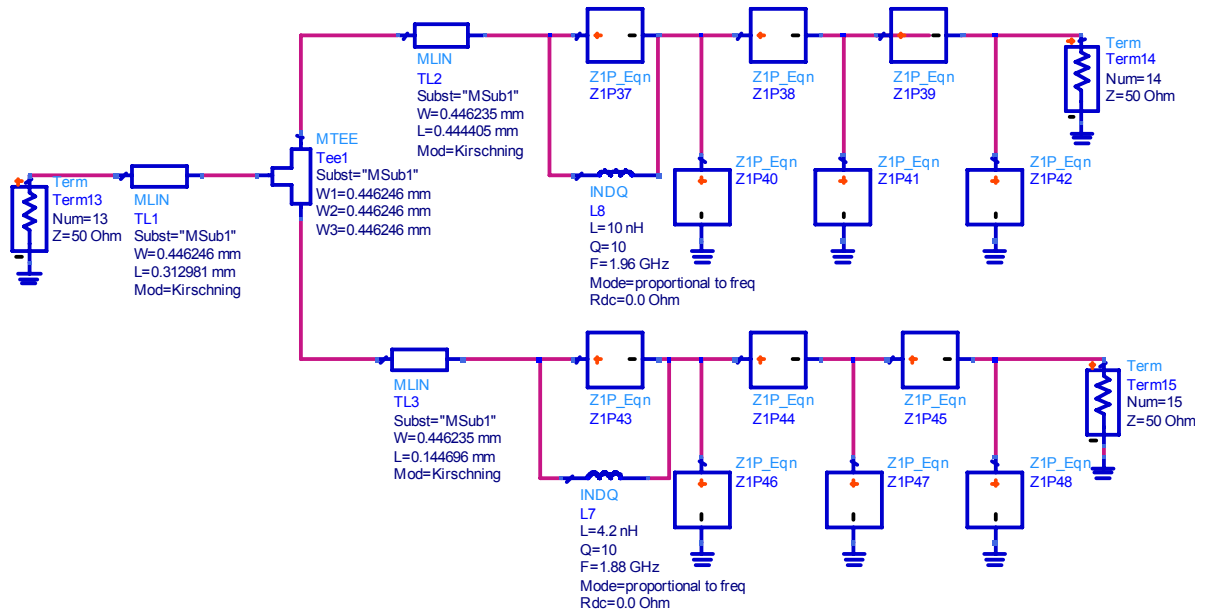 Term
Term13
Num=13
Z=50 Ohm
MLIN
TL1
Subst="MSub1"
W=0.446246 mm
L=0.312981 mm
Mod=Kirschning
MTEE
Tee1
Subst="MSub1"
W1=0.446246 mm
W2=0.446246 mm
W3=0.446246 mm
MLIN
TL2
Subst="MSub1"
W=0.446235 mm
L=0.444405 mm
Mod=Kirschning
Z1P_Eqn
Z1P37
Z1P_Eqn
Z1P38
Z1P_Eqn
Z1P39
Term
Term14
Num=14
Z=50 Ohm
INDQ
L8
L=10 nH
Q=10
F=1.96 GHz
Mode=proportional to freq
Rdc=0.0 Ohm
Z1P_Eqn
Z1P40
Z1P_Eqn
Z1P41
Z1P_Eqn
Z1P42
MLIN
TL3
Subst="MSub1"
W=0.446235 mm
L=0.144696 mm
Mod=Kirschning
Z1P_Eqn
Z1P43
Z1P_Eqn
Z1P44
Z1P_Eqn
Z1P45
Term
Term15
Num=15
Z=50 Ohm
INDQ
L7
L=4.2 nH
Q=10
F=1.88 GHz
Mode=proportional to freq
Rdc=0.0 Ohm
Z1P_Eqn
Z1P46
Z1P_Eqn
Z1P47
Z1P_Eqn
Z1P48